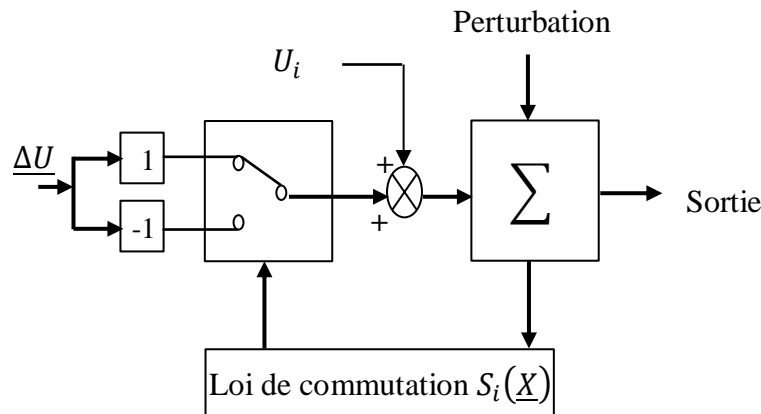 Perturbation
U_i
ΔU
1
-1
+
+
∑
Sortie
Loi de commutation S_i(X)